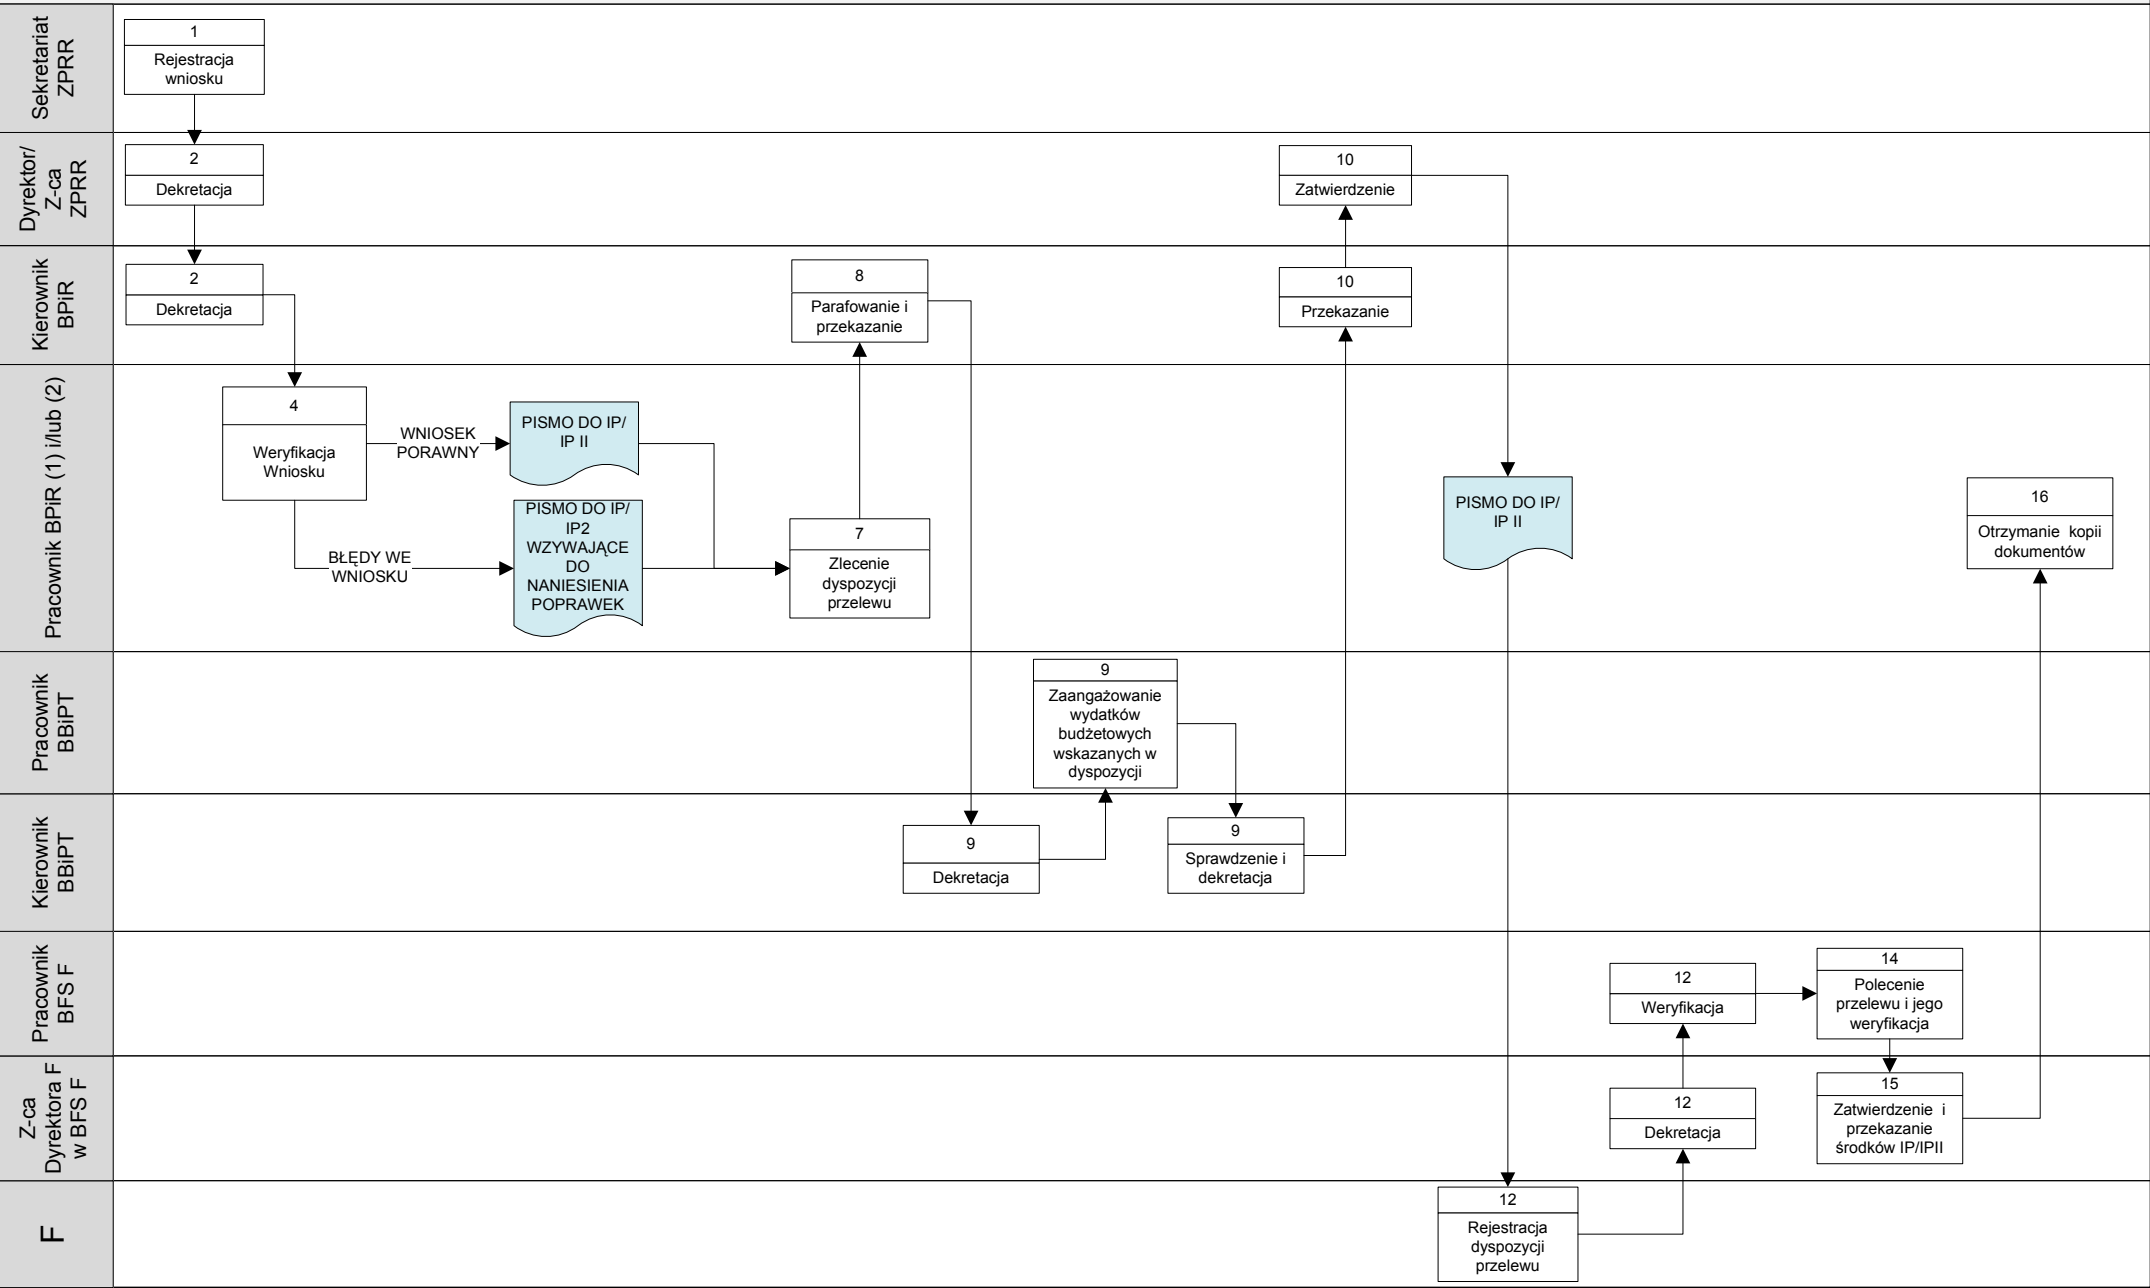 Sekretariat
ZPRR
1
Rejestracja
wniosku
Dyrektor/
Z-ca
ZPRR
2
Dekretacja
10
Zatwierdzenie
Kierownik
BPiR
2
Dekretacja
8
Parafowanie i
przekazanie
10
Przekazanie
Pracownik BPiR (1) i/lub (2)
4
Weryfikacja
Wniosku
WNIOSEK
PORAWNY
PISMO DO IP/
IP II
BŁĘDY WE
WNIOSKU
PISMO DO IP/
IP2
WZYWAJĄCE
DO
NANIESIENIA
POPRAWEK
7
Zlecenie
dyspozycji
przelewu
PISMO DO IP/
IP II
16
Otrzymanie kopii
dokumentów
Pracownik
BBiPT
9
Zaangażowanie
wydatków
budżetowych
wskazanych w
dyspozycji
Kierownik
BBiPT
9
Dekretacja
9
Sprawdzenie i
dekretacja
Pracownik
BFS F
12
Weryfikacja
14
Polecenie
przelewu i jego
weryfikacja
Z-ca
Dyrektora F
w BFS F
12
Dekretacja
15
Zatwierdzenie i
przekazanie
środków IP/IPII
F
12
Rejestracja
dyspozycji
przelewu